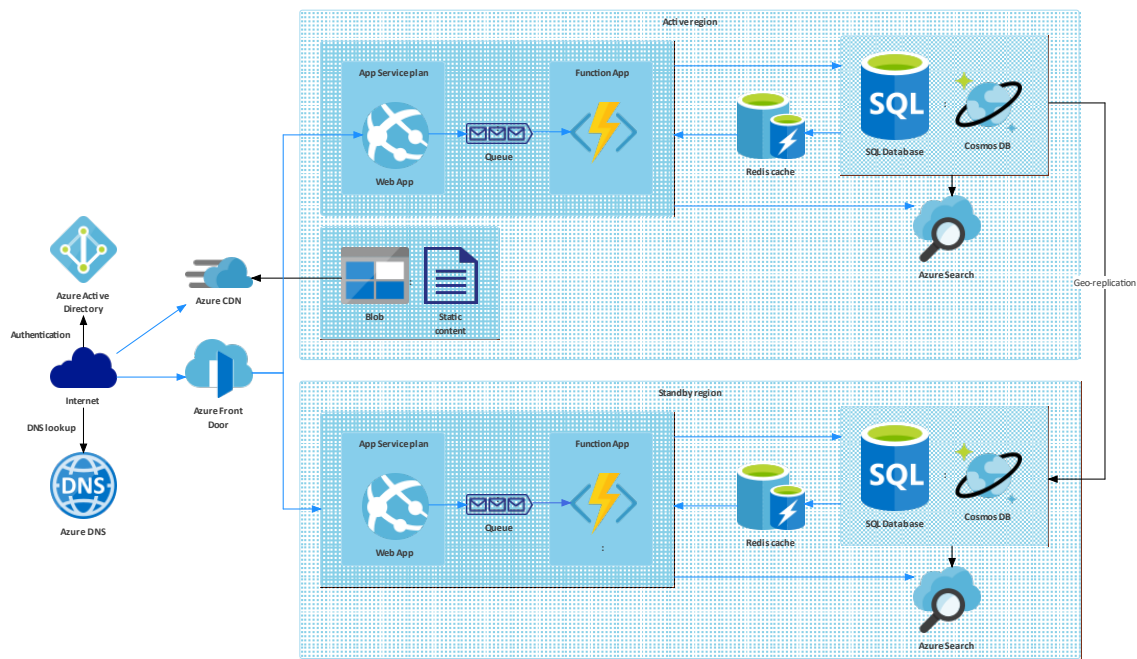 Active region
App Service plan
Web App
Queue
Function App
Redis cache
SQL
SQL Database
:
Cosmos DB
Azure Search
Blob
Static
content
Azure Active
Directory
Authentication
Internet
DNS lookup
DNS
Azure DNS
Azure CDN
Azure Front
Door
Geo-replication
Standby region
App Service plan
Web App
Queue
Function App
:
Redis cache
SQL
SQL Database
:
Cosmos DB
Azure Search